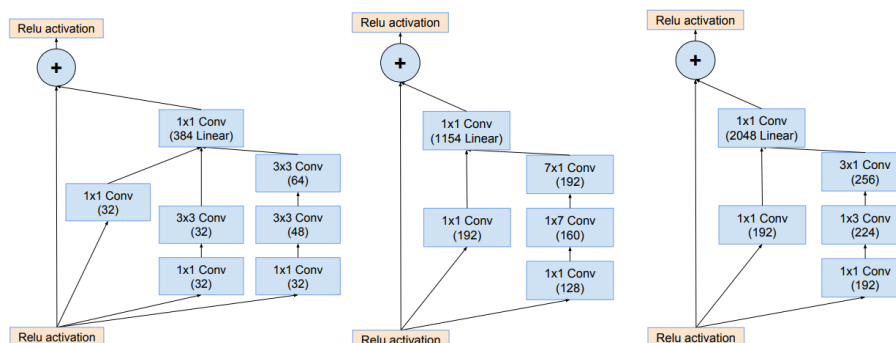 Relu activation
+
1x1 Conv
(384 Linear)
3x3 Conv
(64)
1x1 Conv
(32)
3x3 Conv
(32)
3x3 Conv
(48)
1x1 Conv
(32)
1x1 Conv
(32)
Relu activation
Relu activation
+
1x1 Conv
(1154 Linear)
7x1 Conv
(192)
1x1 Conv
(192)
1x7 Conv
(160)
1x1 Conv
(128)
Relu activation
Relu activation
+
1x1 Conv
(2048 Linear)
3x1 Conv
(256)
1x1 Conv
(192)
1x3 Conv
(224)
1x1 Conv
(192)
Relu activation